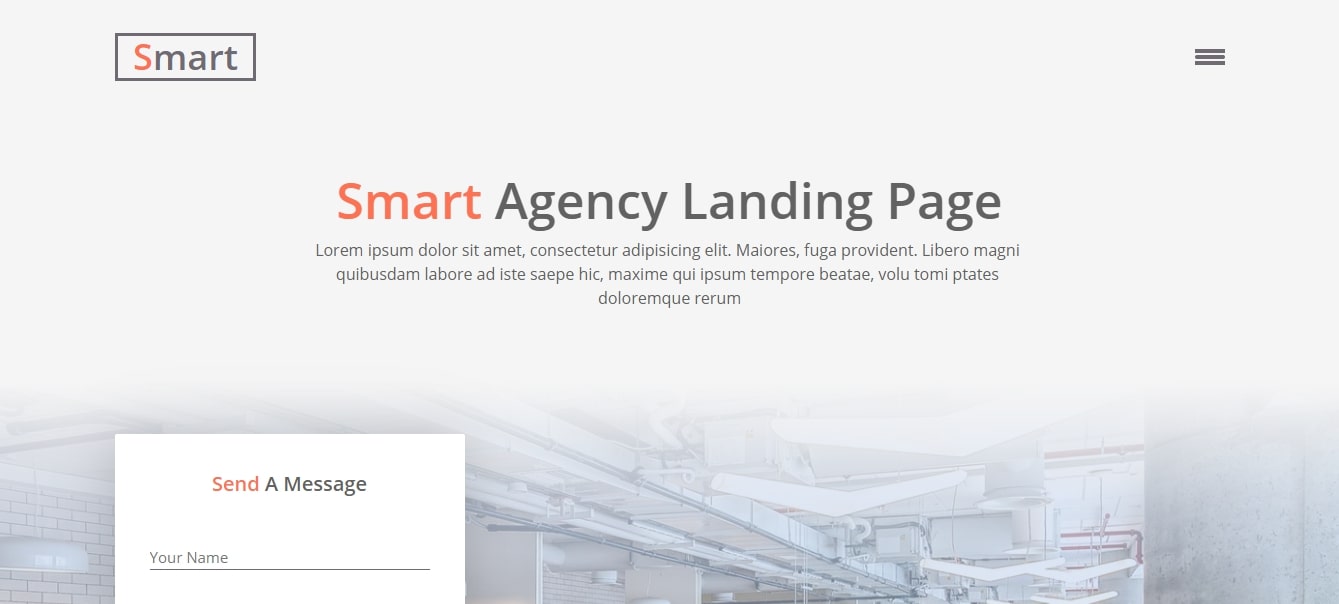 Smart
Smart Agency Landing Page
Lorem ipsum dolor sit amet, consectetur adipisicing elit. Maiores, fuga provident. Libero magni
quibusdam labore ad iste saepe hic, maxime qui ipsum tempore beatae, volu tomi ptates
doloremque rerum
Send A Message
Your Name